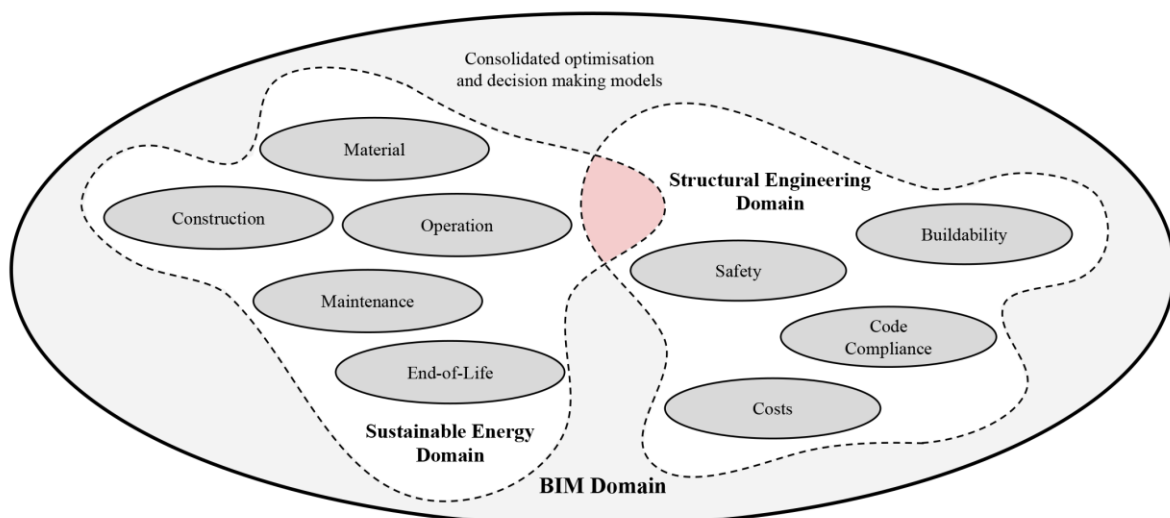 Consolidated optimisation
and decision making models
Material
Construction
Operation
Maintenance
End-of-Life
Sustainable Energy
Domain
Structural Engineering
Domain
Buildability
Safety
Code
Compliance
Costs
BIM Domain